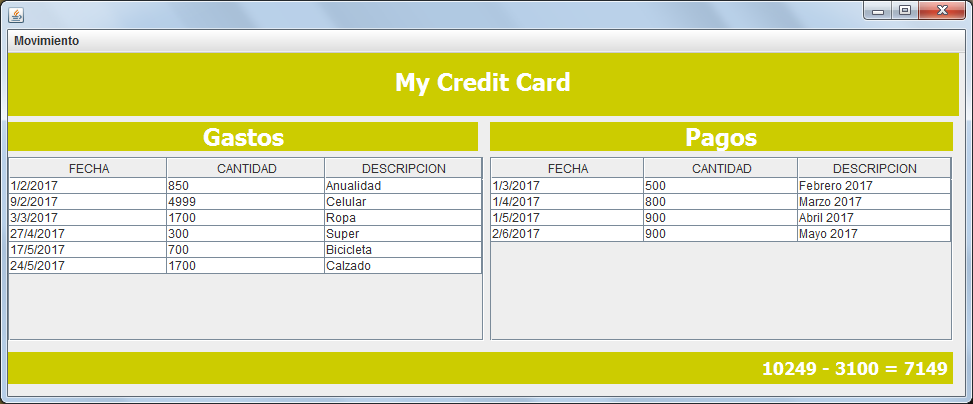 Movimiento
My Credit Card
Gastos
FECHA CANTIDAD DESCRIPCION
1/2/2017 850 Anualidad
9/2/2017 4999 Celular
3/3/2017 1700 Ropa
27/4/2017 300 Super
17/5/2017 700 Bicicleta
24/5/2017 1700 Calzado
Pagos
FECHA CANTIDAD DESCRIPCION
1/3/2017 500 Febrero 2017
1/4/2017 800 Marzo 2017
1/5/2017 900 Abril 2017
2/6/2017 900 Mayo 2017
10249 - 3100 = 7149